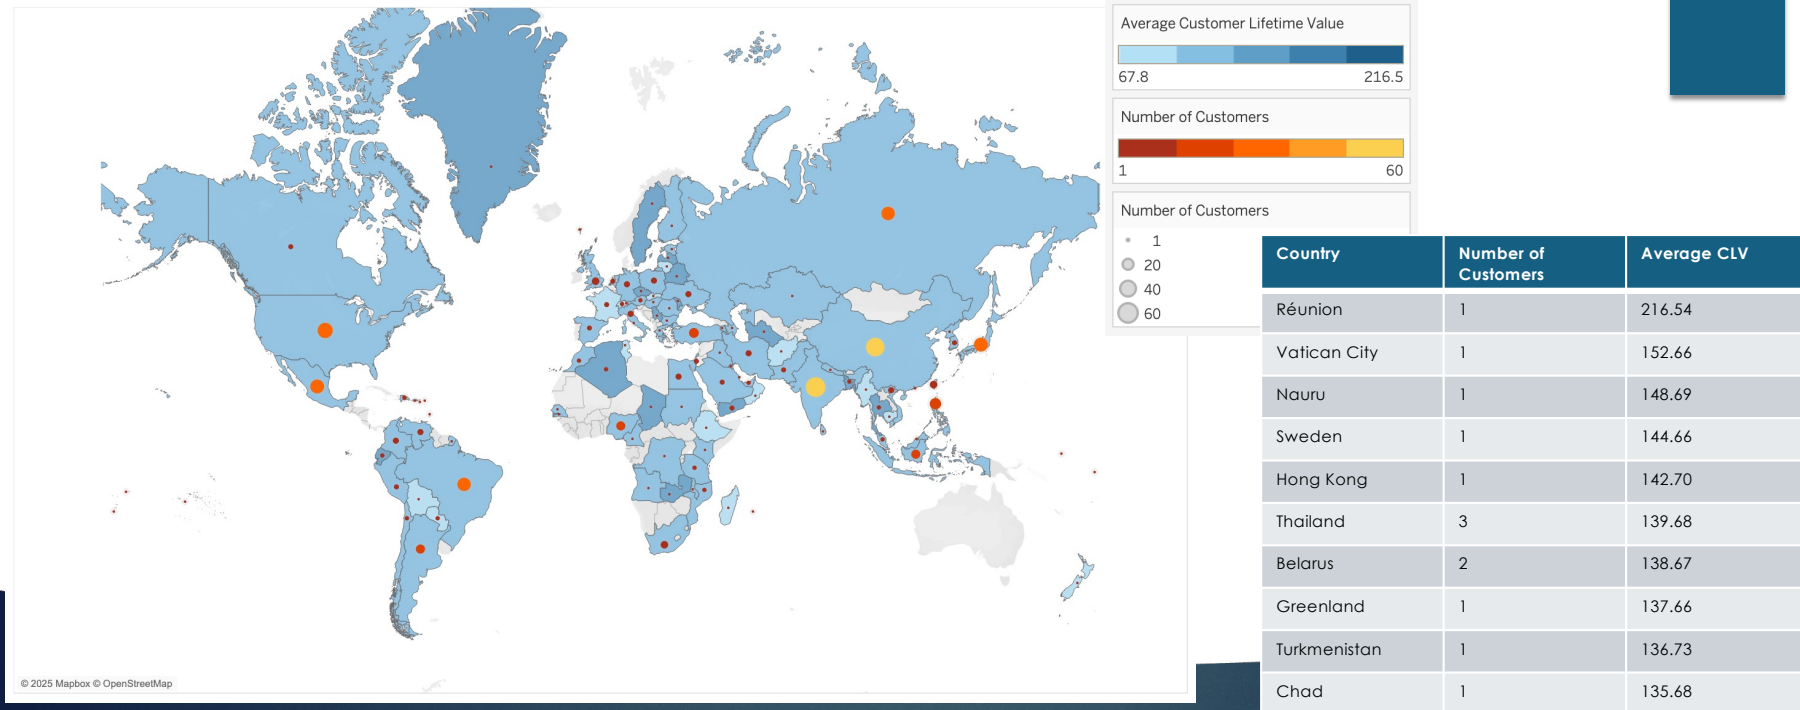 Average Customer Lifetime Value
67.8 216.5
Number of Customers
1 60
Number of Customers
1
20
40
60
Country Number of Customers Average CLV
Réunion 1 216.54
Vatican City 1 152.66
Nauru 1 148.69
Sweden 1 144.66
Hong Kong 1 142.70
Thailand 3 139.68
Belarus 2 138.67
Greenland 1 137.66
Turkmenistan 1 136.73
Chad 1 135.68
© 2025 Mapbox © OpenStreetMap